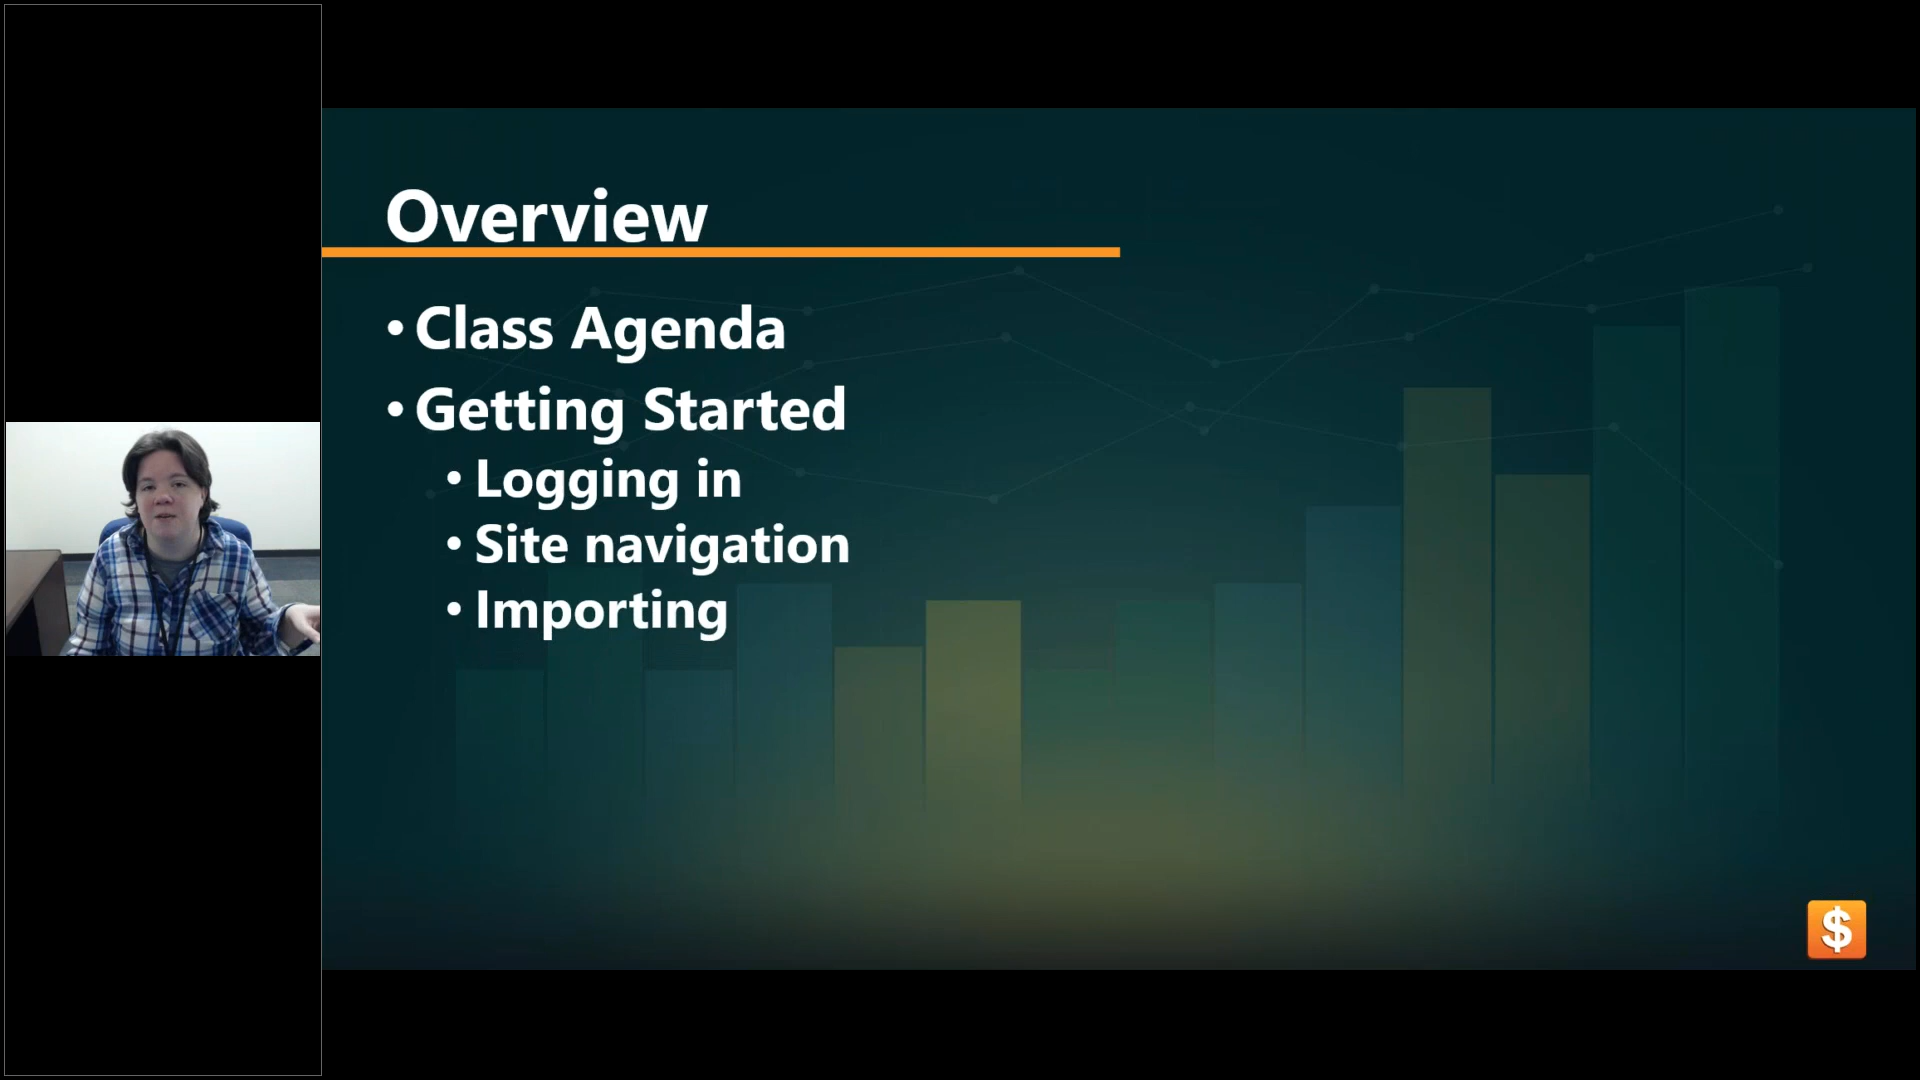 Overview
• Class Agenda
• Getting Started
• Logging in
• Site navigation
• Importing
$